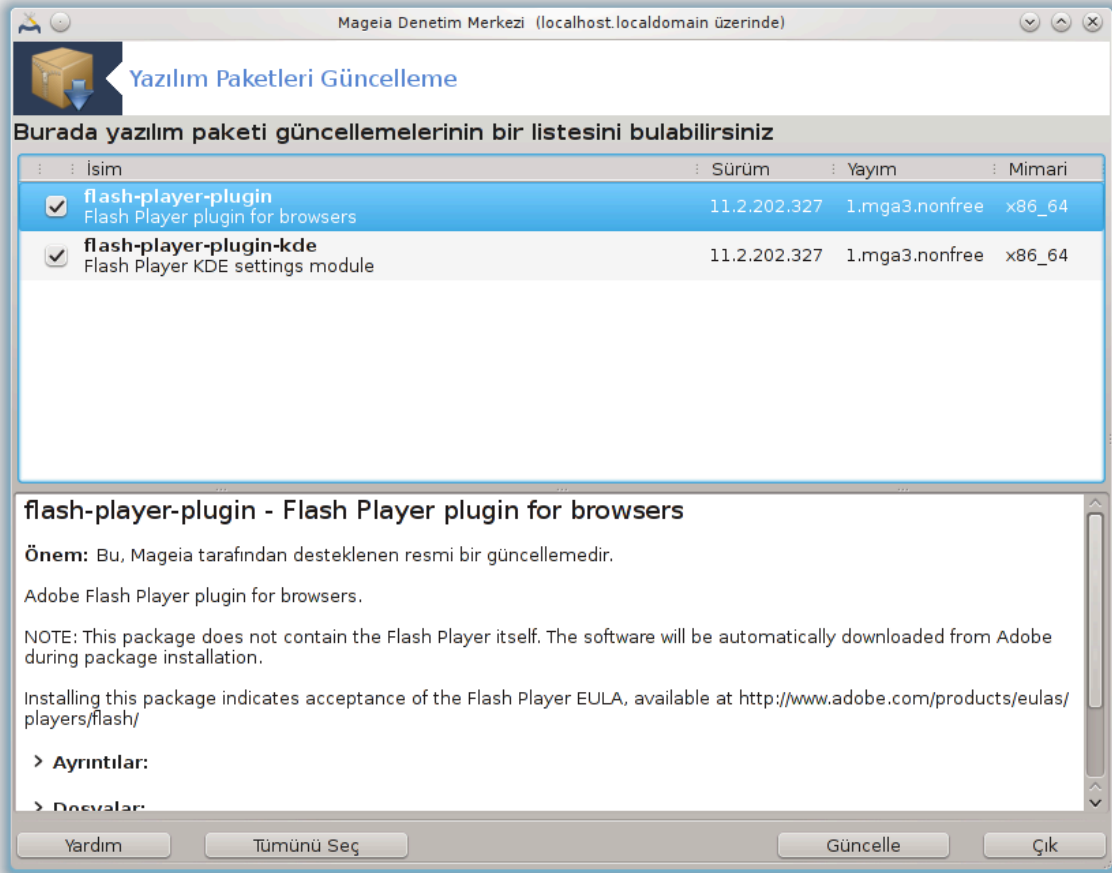 Mageia Denetim Merkezi (localhost.localdomain üzerinde)
Yazılım Paketleri Güncelleme
Burada yazılım paketi güncellemelerinin bir listesini bulabilirsiniz
İsim Sürüm Yayım Mimari
flash-player-plugin
Flash Player plugin for browsers 11.2.202.327 1.mga3.nonfree x86_64
flash-player-plugin-kde
Flash Player KDE settings module 11.2.202.327 1.mga3.nonfree x86_64
flash-player-plugin - Flash Player plugin for browsers
Önem: Bu, Mageia tarafından desteklenen resmi bir güncellemedir.
Adobe Flash Player plugin for browsers.
NOTE: This package does not contain the Flash Player itself. The software will be automatically downloaded from Adobe
during package installation.
Installing this package indicates acceptance of the Flash Player EULA, available at http://www.adobe.com/products/eulas/
players/flash/
Ayrıntılar:
Dosyalar:
Yardım Tümünü Seç Güncelle Çık